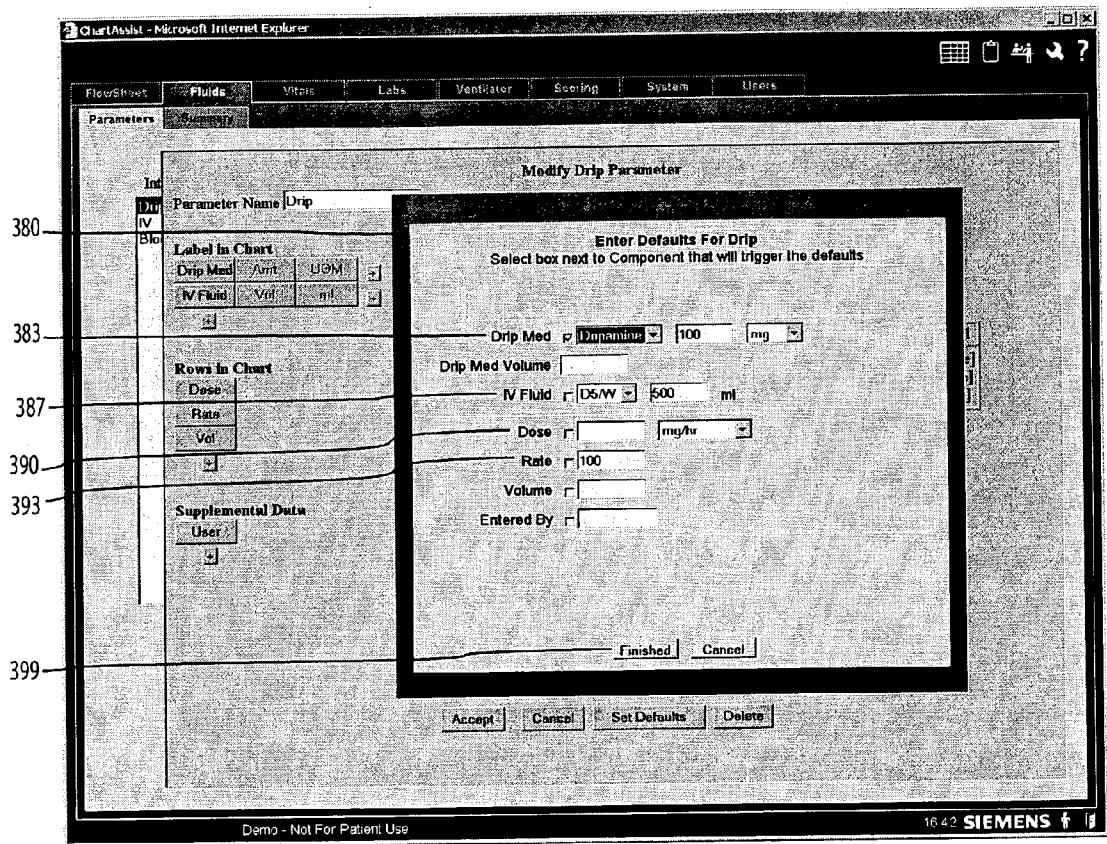 ChartAssist - Microsoft Internet Explorer
?
FlowSheet Fluids Vitals Labs Ventilator Scoring System Users
Parameters Summary
Modify Drip Parameter
Int
Parameter Name Drip
IV
Blo
380
Enter Defaults For Drip
Select box next to Component that will trigger the defaults
Label in Chart
Drip Med Amt UOM
IV Fluid Vol ml
383
Drip Med Dopamine 100 mg
Drip Med Volume
Rows in Chart
Dose
Rate
Vol
387
IV Fluid D5/W 500 ml
390
Dose mg/hr
393
Rate 100
Volume
Entered By
Supplemental Data
User
399
Finished Cancel
Accept Cancel Set Defaults Delete
Demo - Not For Patient Use
16:42 SIEMENS